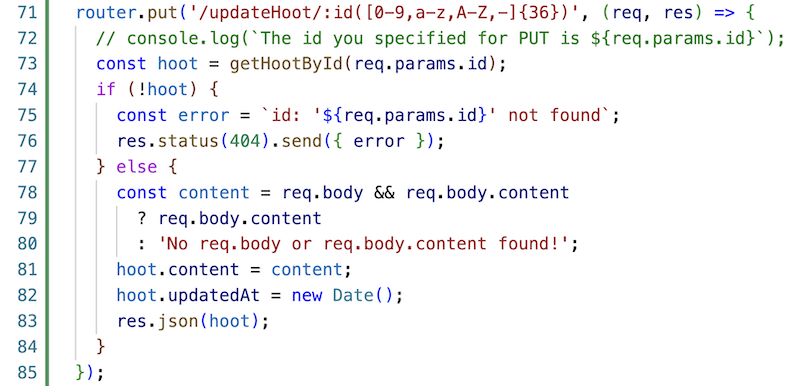 71 router.put('/updateHoot/:id([0-9,a-z,A-Z,-]{36})', (req, res) => {
72 // console.log(`The id you specified for PUT is ${req.params.id}`);
73 const hoot = getHootById(req.params.id);
74 if (!hoot) {
75 const error = `id: '${req.params.id}' not found`;
76 res.status(404).send({ error });
77 } else {
78 const content = req.body && req.body.content
79 ? req.body.content
80 : 'No req.body or req.body.content found!';
81 hoot.content = content;
82 hoot.updatedAt = new Date();
83 res.json(hoot);
84 }
85 });